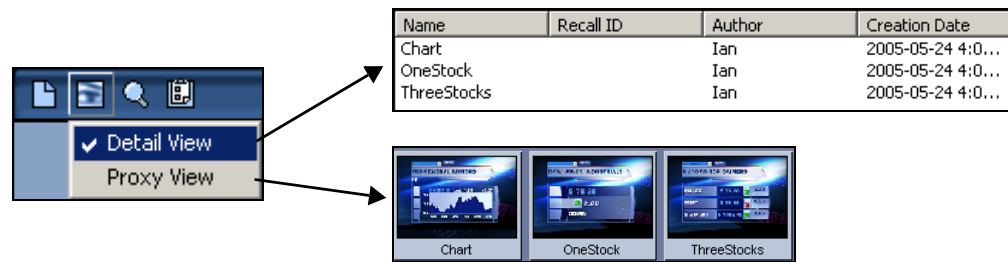 Name Recall ID Author Creation Date
Chart Ian 2005-05-24 4:0...
OneStock Ian 2005-05-24 4:0...
ThreeStocks Ian 2005-05-24 4:0...
Detail View
Proxy View
Chart OneStock ThreeStocks